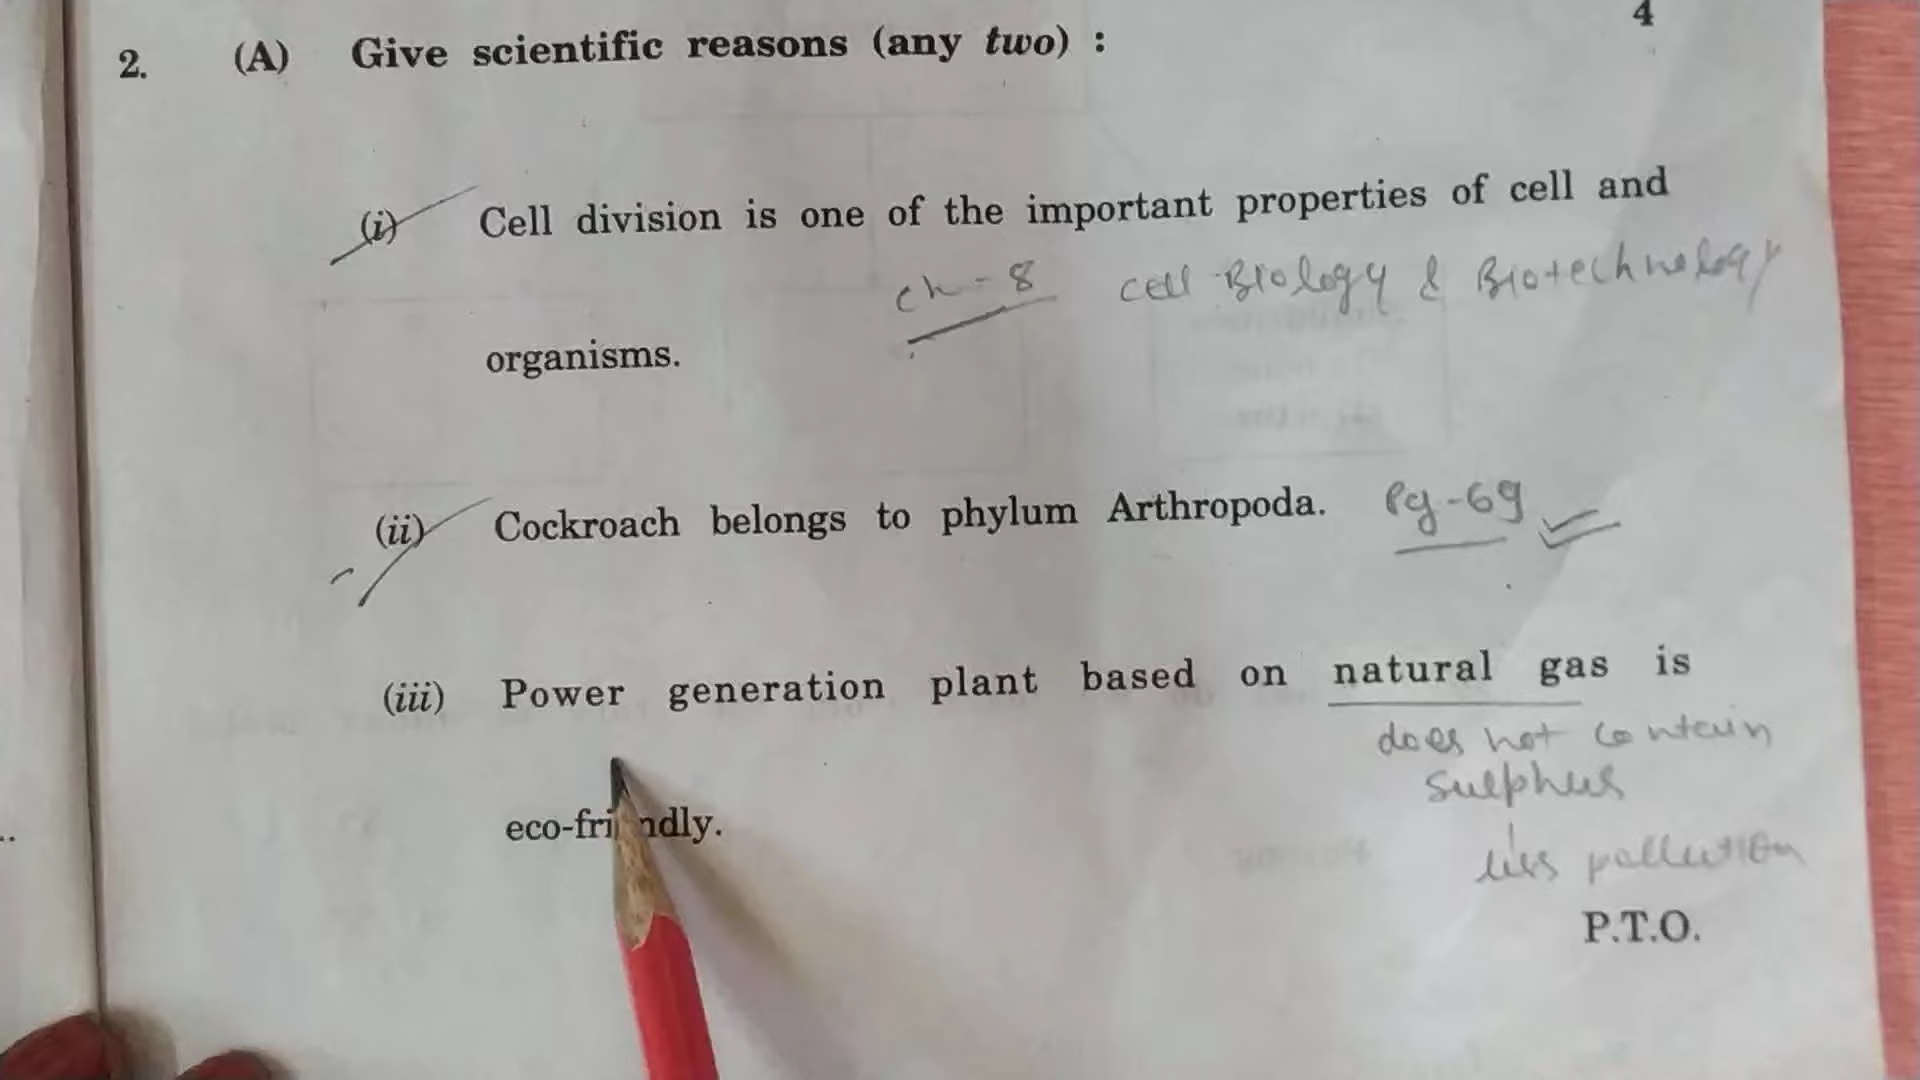 4
2. (A) Give scientific reasons (any two) :
(i) Cell division is one of the important properties of cell and
ch - 8 cell Biology & Biotechnology
organisms.
(ii) Cockroach belongs to phylum Arthropoda. Pg-69
(iii) Power generation plant based on natural gas is
does not contain
sulphur
eco-friendly.
less pollution
P.T.O.